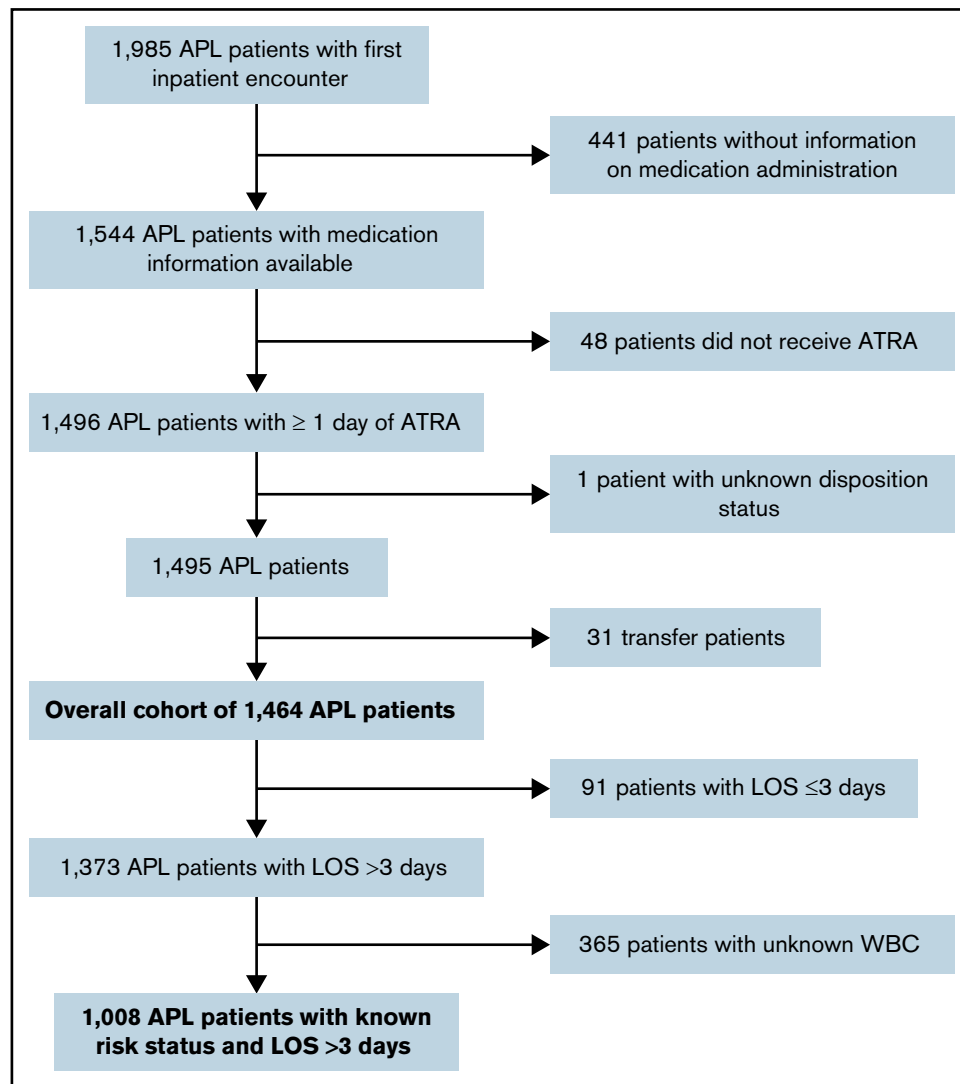 1,985 APL patients with first
inpatient encounter
441 patients without information
on medication administration
1,544 APL patients with medication
information available
48 patients did not receive ATRA
1,496 APL patients with ≥ 1 day of ATRA
1 patient with unknown disposition
status
1,495 APL patients
31 transfer patients
Overall cohort of 1,464 APL patients
91 patients with LOS ≤3 days
1,373 APL patients with LOS >3 days
365 patients with unknown WBC
1,008 APL patients with known
risk status and LOS >3 days